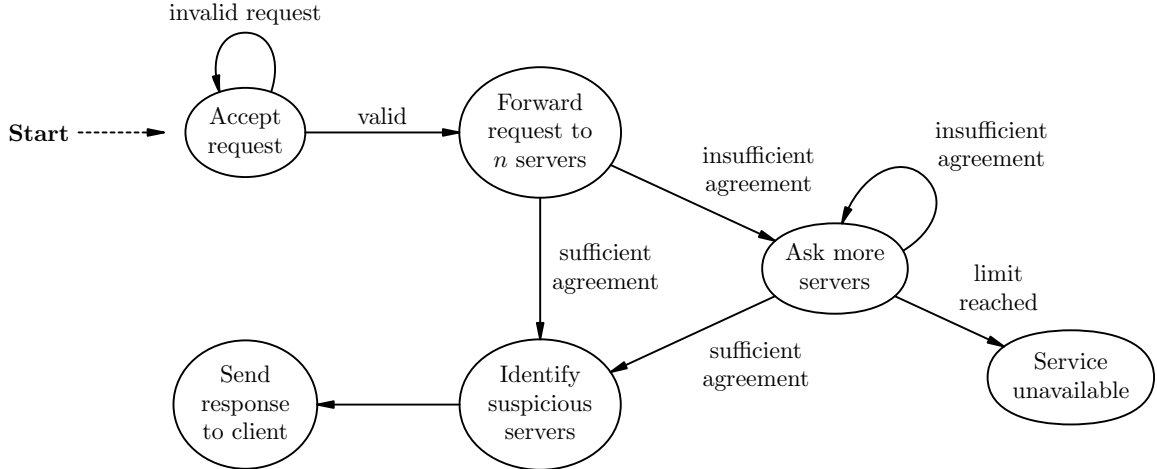 invalid request
Start
Accept
request
valid
Forward
request to
n servers
insufficient
agreement
insufficient
agreement
Ask more
servers
sufficient
agreement
limit
reached
sufficient
agreement
Service
unavailable
Identify
suspicious
servers
Send
response
to client